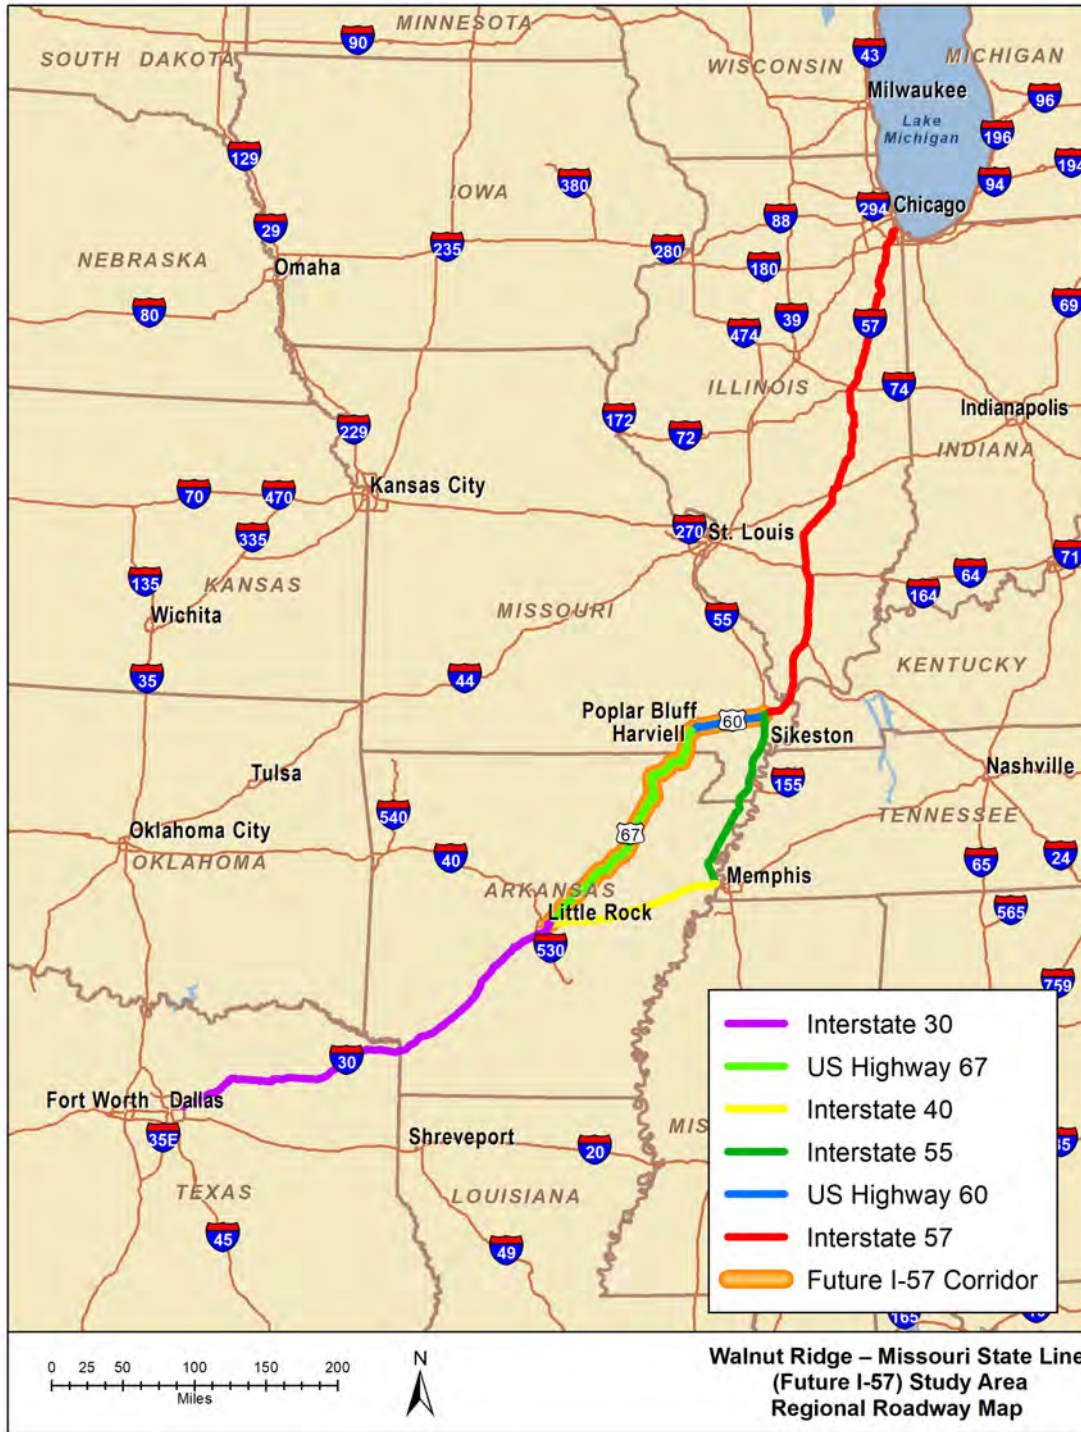 MINNESOTA
90
SOUTH DAKOTA
WISCONSIN
43
MICHIGAN
Milwaukee
96
Lake
Michigan
196
129
194
380
94
IOWA
294
Chicago
88
29
235
280
NEBRASKA
Omaha
180
80
69
39
57
474
ILLINOIS
74
172
Indianapolis
229
72
INDIANA
Kansas City
70
470
270
St. Louis
335
71
135
KANSAS
64
164
MISSOURI
Wichita
55
KENTUCKY
35
44
Poplar Bluff
Harviell
60
Sikeston
Nashville
Tulsa
155
540
TENNESSEE
Oklahoma City
67
OKLAHOMA
40
65
24
Memphis
ARKANSAS
Little Rock
565
530
759
30
Fort Worth
Dallas
35E
Shreveport
20
TEXAS
LOUISIANA
45
49
165
Interstate 30
US Highway 67
Interstate 40
Interstate 55
US Highway 60
Interstate 57
Future I-57 Corridor
0 25 50 100 150 200
Miles
N
Walnut Ridge – Missouri State Line
(Future I-57) Study Area
Regional Roadway Map